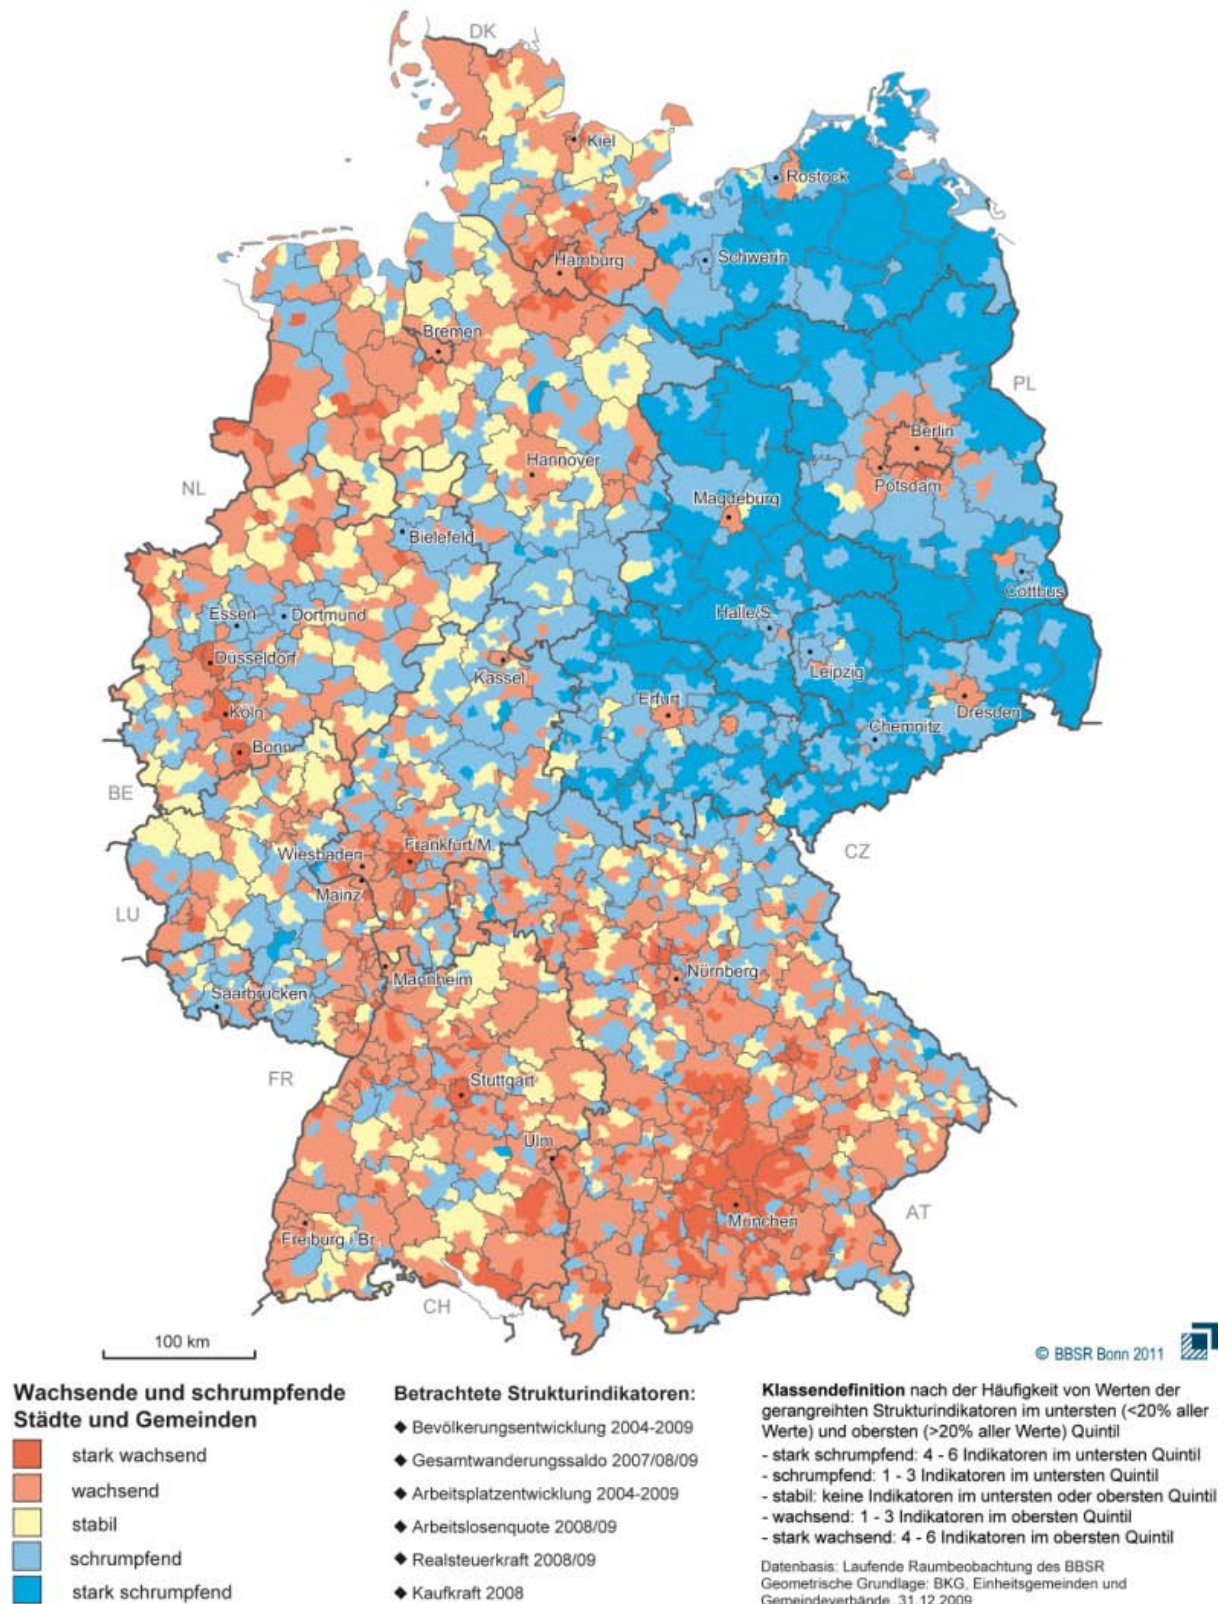 DK
Kiel
Rostock
Hamburg
Schwerin
Bremen
PL
Berlin
Hannover
Potsdam
NL
Magdeburg
Bielefeld
Cottbus
Essen
Dortmund
Halle/S.
Düsseldorf
Leipzig
Kassel
Erfurt
Köln
Dresden
Chemnitz
Bonn
BE
Wiesbaden
Frankfurt/M.
CZ
Mainz
LU
Mannheim
Nürnberg
Saarbrücken
FR
Stuttgart
Ulm
München
AT
Freiburg i.Br.
CH
100 km
© BBSR Bonn 2011
Wachsende und schrumpfende
Städte und Gemeinden
stark wachsend
wachsend
stabil
schrumpfend
stark schrumpfend
Betrachtete Strukturindikatoren:
◆ Bevölkerungsentwicklung 2004-2009
◆ Gesamtwanderungssaldo 2007/08/09
◆ Arbeitsplatzentwicklung 2004-2009
◆ Arbeitslosenquote 2008/09
◆ Realsteuerkraft 2008/09
◆ Kaufkraft 2008
Klassendefinition nach der Häufigkeit von Werten der
gerangreihten Strukturindikatoren im untersten (<20% aller
Werte) und obersten (>20% aller Werte) Quintil
- stark schrumpfend: 4 - 6 Indikatoren im untersten Quintil
- schrumpfend: 1 - 3 Indikatoren im untersten Quintil
- stabil: keine Indikatoren im untersten oder obersten Quintil
- wachsend: 1 - 3 Indikatoren im obersten Quintil
- stark wachsend: 4 - 6 Indikatoren im obersten Quintil
Datenbasis: Laufende Raumbeobachtung des BBSR
Geometrische Grundlage: BKG, Einheitsgemeinden und
Gemeindeverbände, 31.12.2009